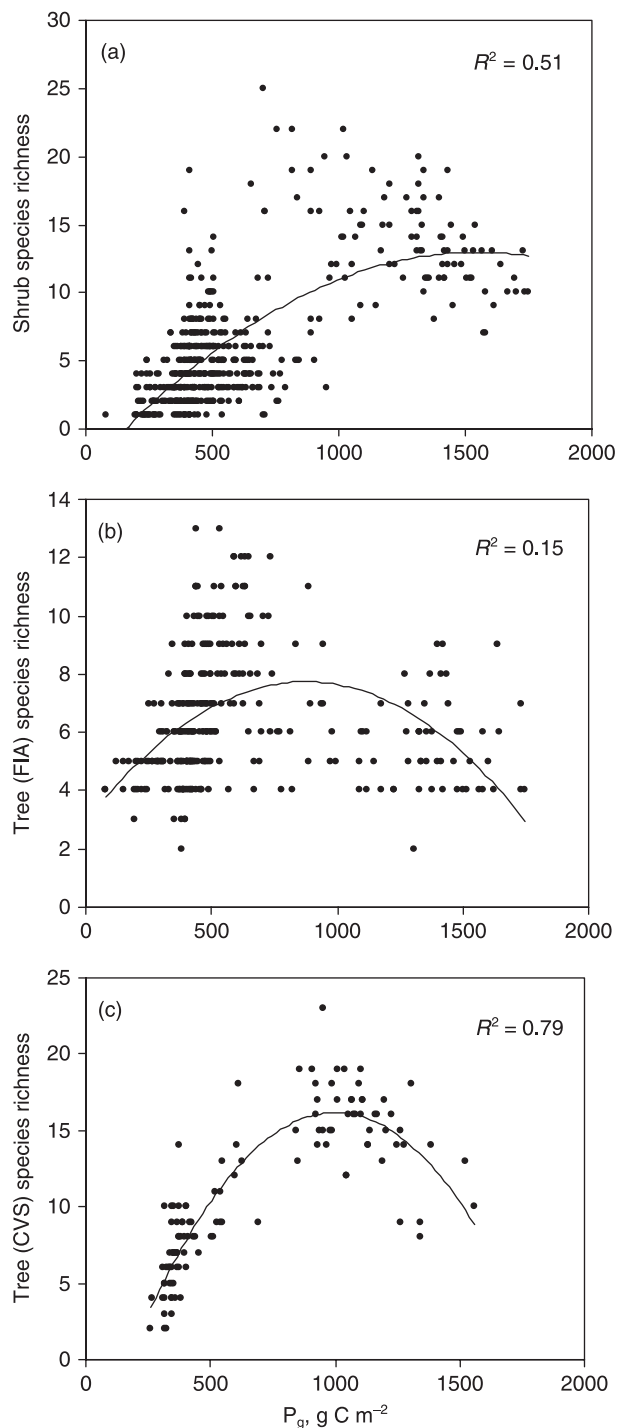 (a)
R² = 0.51
Shrub species richness
30
25
20
15
10
5
0
0 500 1000 1500 2000
(b)
R² = 0.15
Tree (FIA) species richness
14
12
10
8
6
4
2
0
0 500 1000 1500 2000
(c)
R² = 0.79
Tree (CVS) species richness
25
20
15
10
5
0
0 500 1000 1500 2000
P_g, g C m⁻²